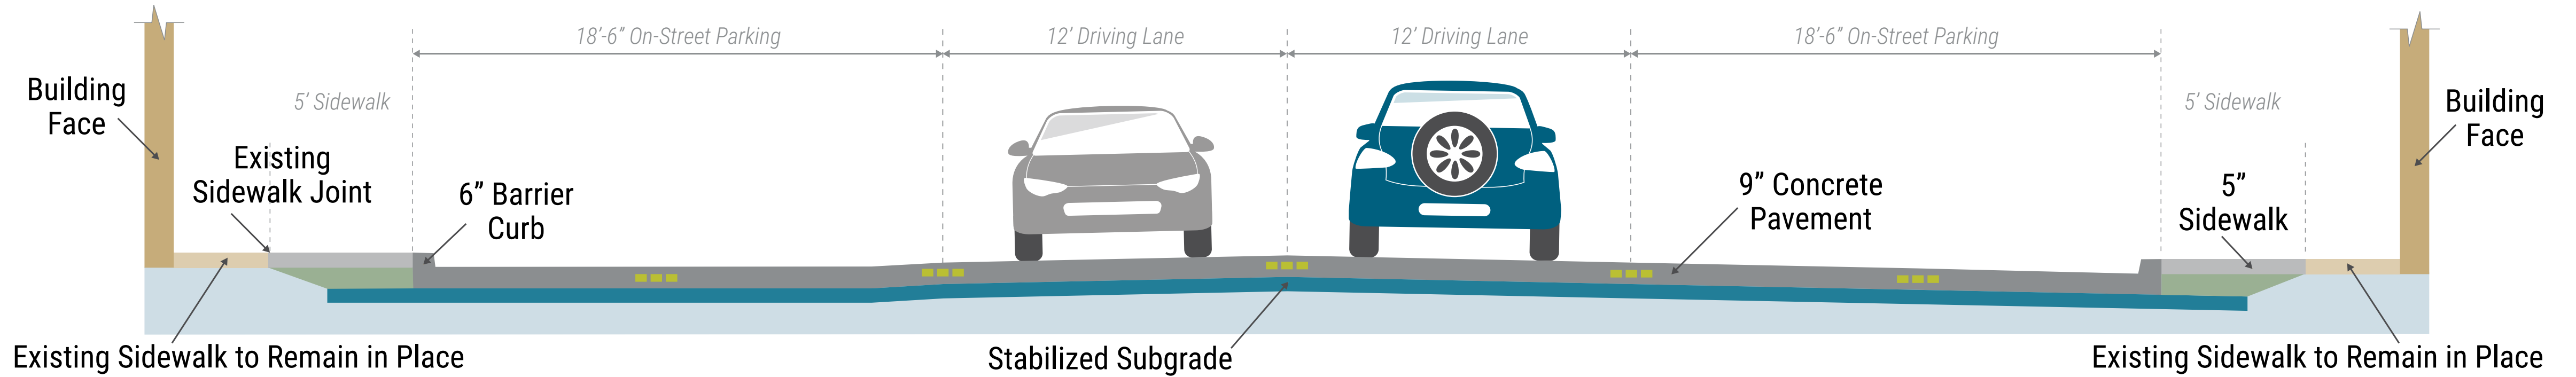 18’-6” On-Street Parking
12’ Driving Lane
12’ Driving Lane
18’-6” On-Street Parking
Building
Face
5’ Sidewalk
5’ Sidewalk
Building
Face
Existing
Sidewalk Joint
6” Barrier
Curb
9” Concrete
Pavement
5”
Sidewalk
Existing Sidewalk to Remain in Place
Stabilized Subgrade
Existing Sidewalk to Remain in Place